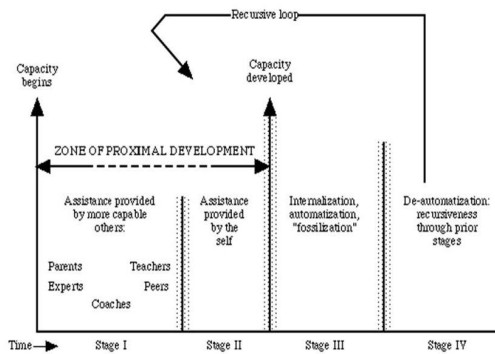 Recursive loop
Capacity
begins
Capacity
developed
ZONE OF PROXIMAL DEVELOPMENT
Assistance provided
by more capable
others:
Parents
Teachers
Experts
Peers
Coaches
Assistance
provided
by the
self
Internalization,
automatization,
"fossilization"
De-automatization:
recursiveness
through prior
stages
Time
Stage I
Stage II
Stage III
Stage IV